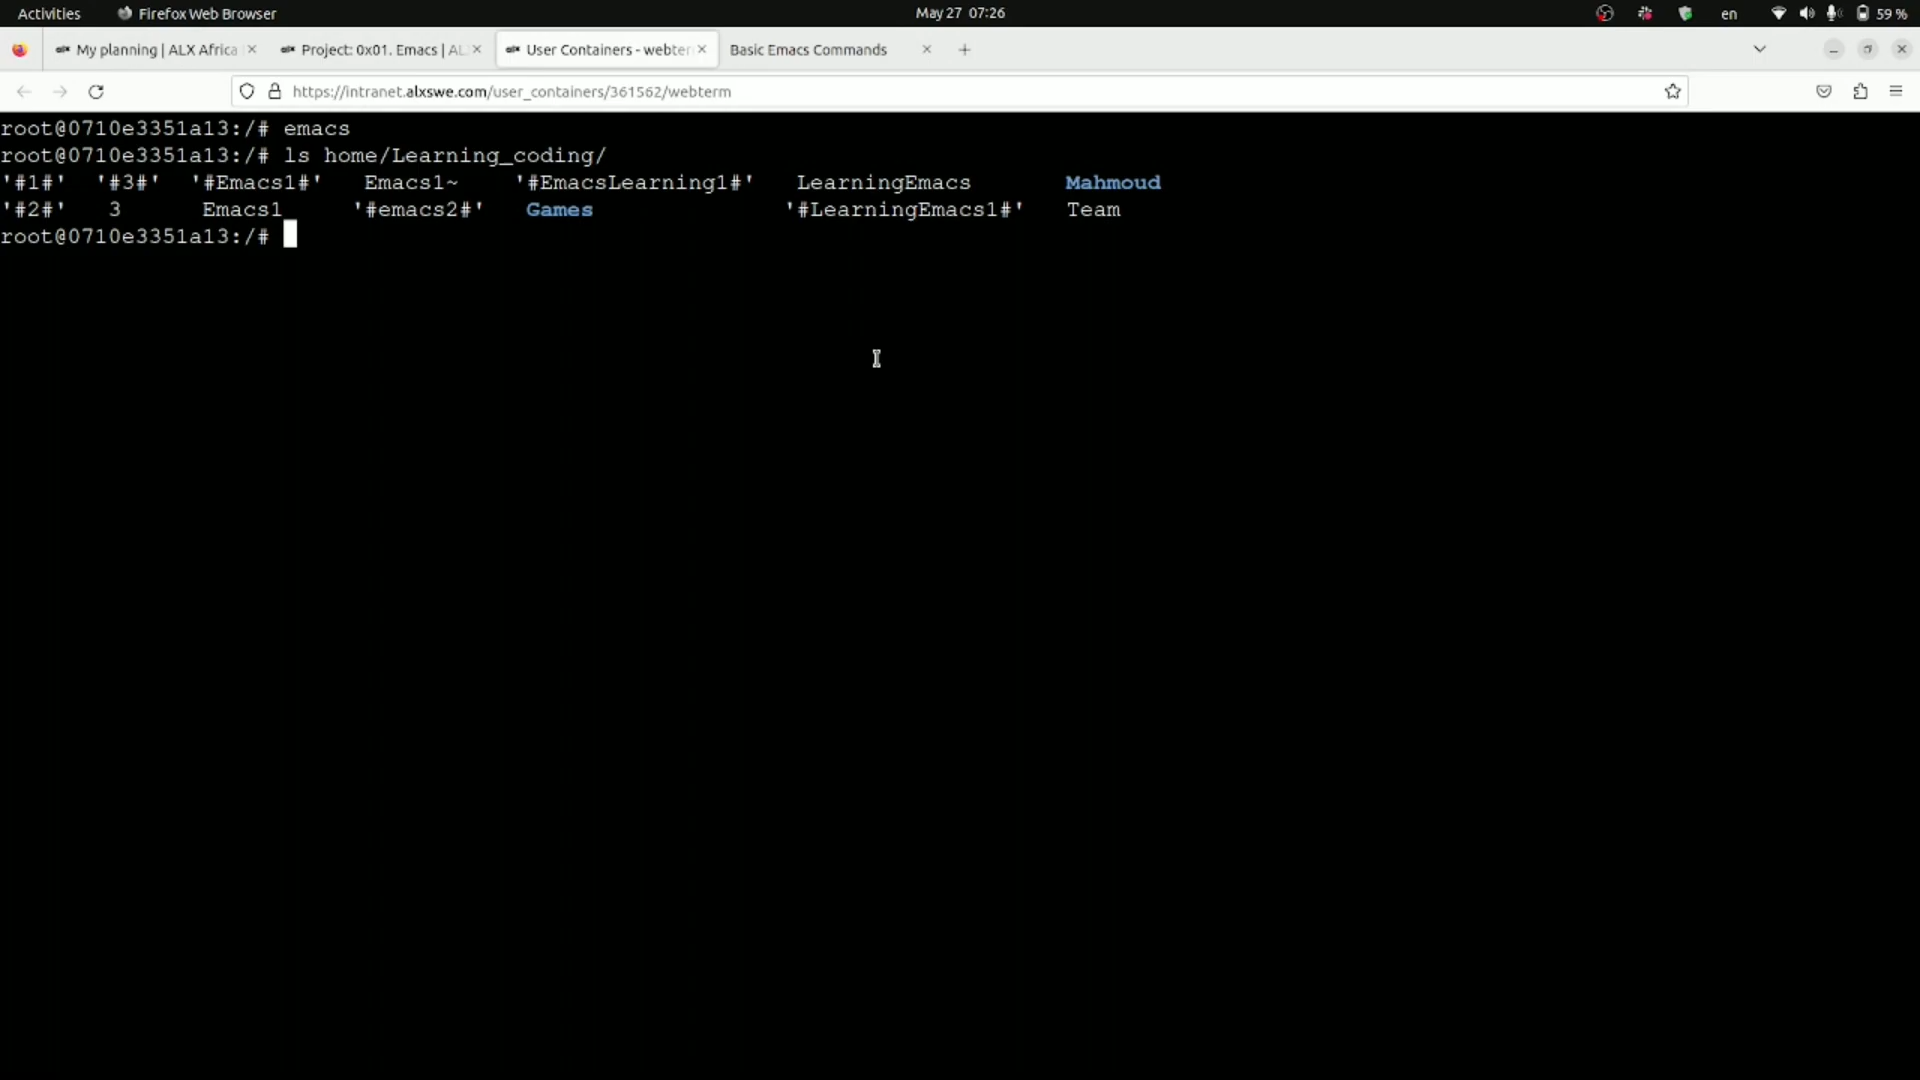 Activities Firefox Web Browser May 27 07:26 en 59 %
My planning | ALX Africa Project: 0x01. Emacs | AL User Containers - webter Basic Emacs Commands
https://intranet.alxswe.com/user_containers/361562/webterm
root@0710e3351a13:/# emacs
root@0710e3351a13:/# ls home/Learning_coding/
'#1#' '#3#' '#Emacs1#' Emacs1~ '#EmacsLearning1#' LearningEmacs Mahmoud
'#2#' 3 Emacs1 '#emacs2#' Games '#LearningEmacs1#' Team
root@0710e3351a13:/#